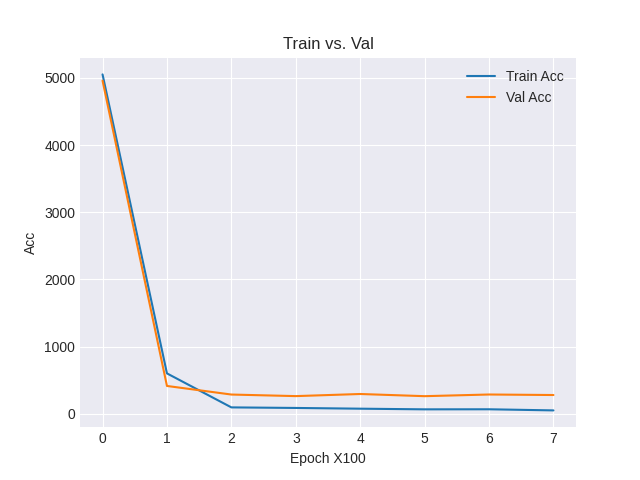 Train vs. Val
Train Acc
Val Acc
5000
4000
3000
2000
1000
0
Acc
0 1 2 3 4 5 6 7
Epoch X100